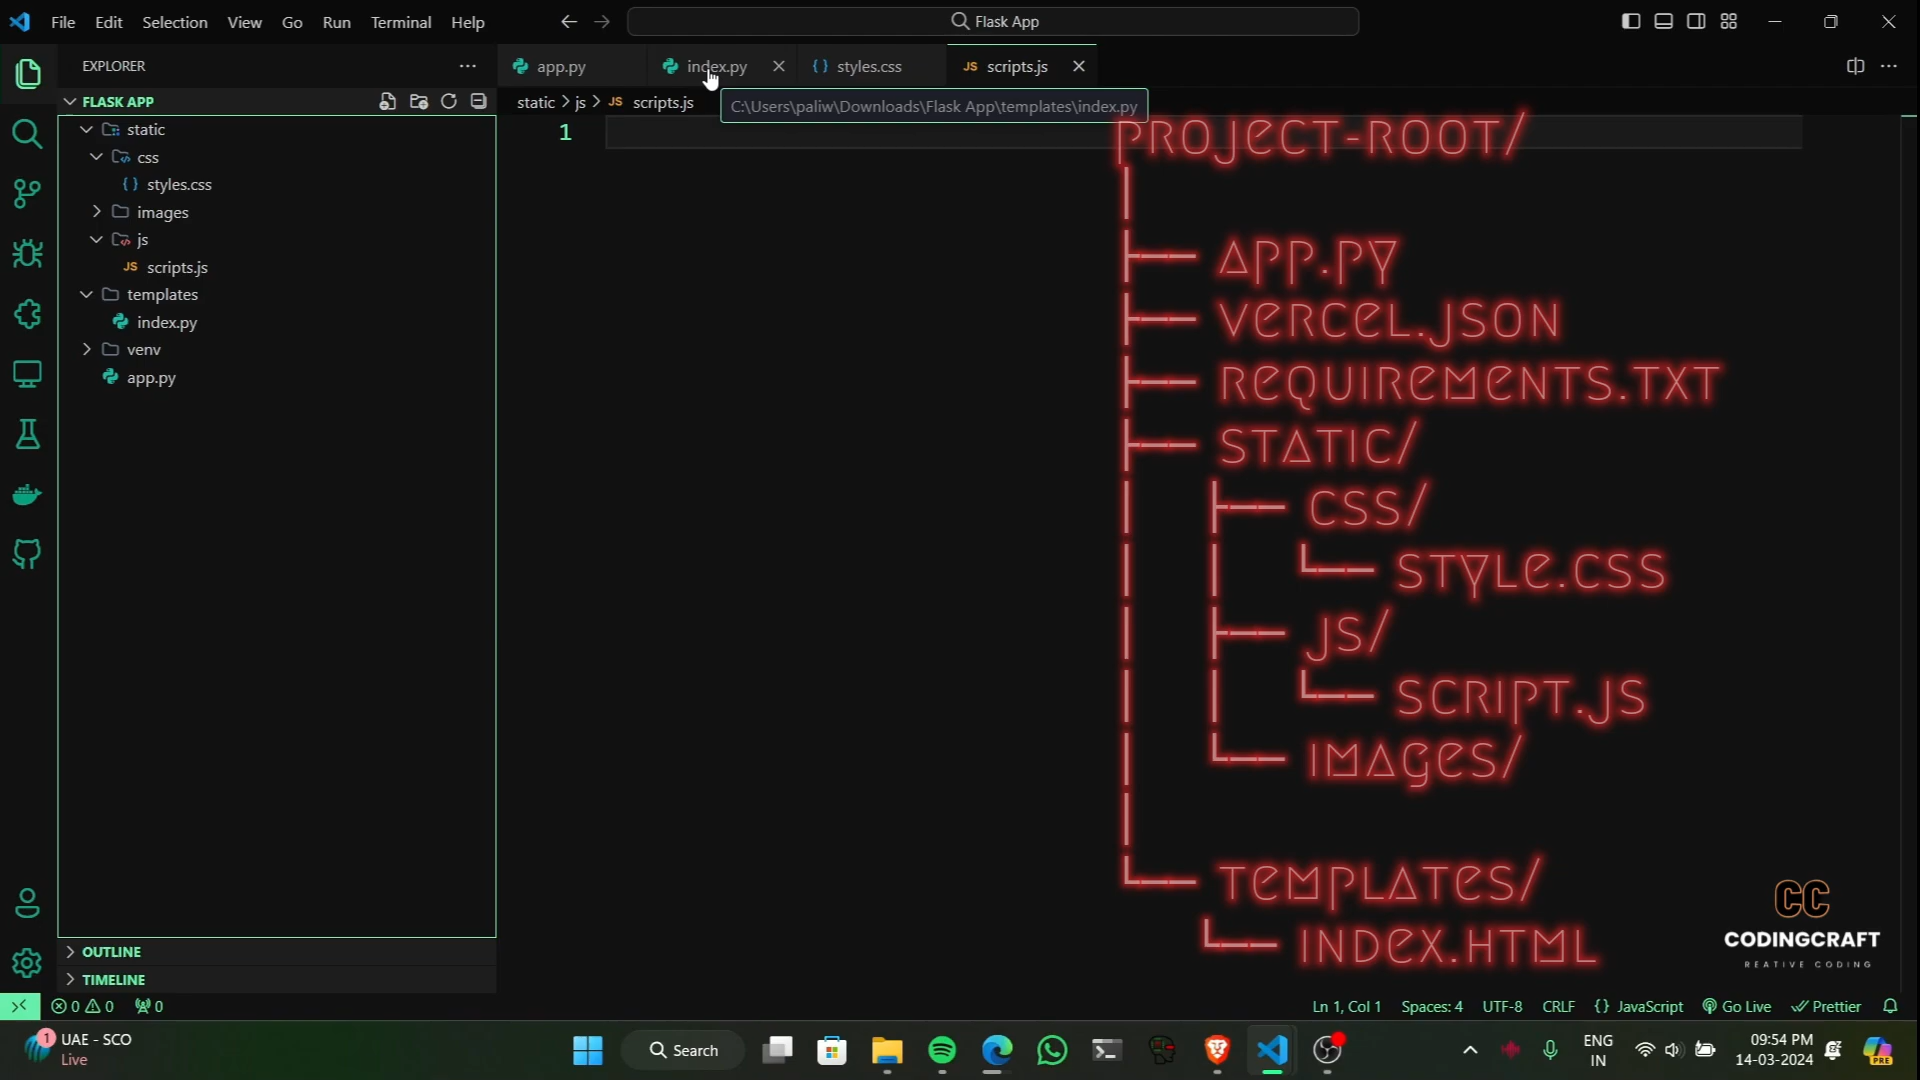 File Edit Selection View Go Run Terminal Help
Flask App
EXPLORER
app.py
index.py
styles.css
JS scripts.js
FLASK APP
static > js > JS scripts.js
C:\Users\paliw\Downloads\Flask App\templates\index.py
1
static
css
styles.css
images
js
JS scripts.js
templates
index.py
venv
app.py
PROJECT-ROOT/
APP.PY
VERCEL.JSON
REQUIREMENTS.TXT
STATIC/
CSS/
STYLE.CSS
JS/
SCRIPT.JS
IMAGES/
TEMPLATES/
INDEX.HTML
CC
CODINGCRAFT
REATIVE CODING
OUTLINE
TIMELINE
0 0 0
Ln 1, Col 1 Spaces: 4 UTF-8 CRLF {} JavaScript Go Live Prettier
1
UAE - SCO
Live
Search
ENG
IN
09:54 PM
14-03-2024
PRE